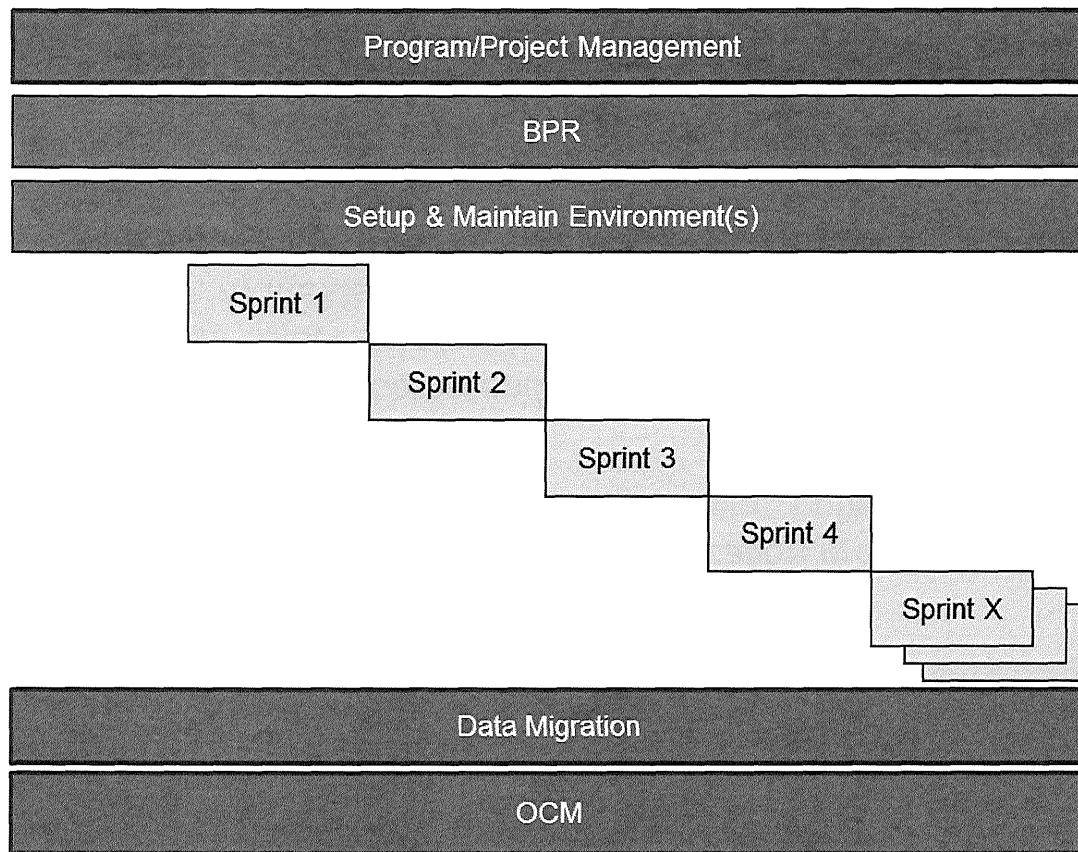 Program/Project Management
BPR
Setup & Maintain Environment(s)
Sprint 1
Sprint 2
Sprint 3
Sprint 4
Sprint X
Data Migration
OCM